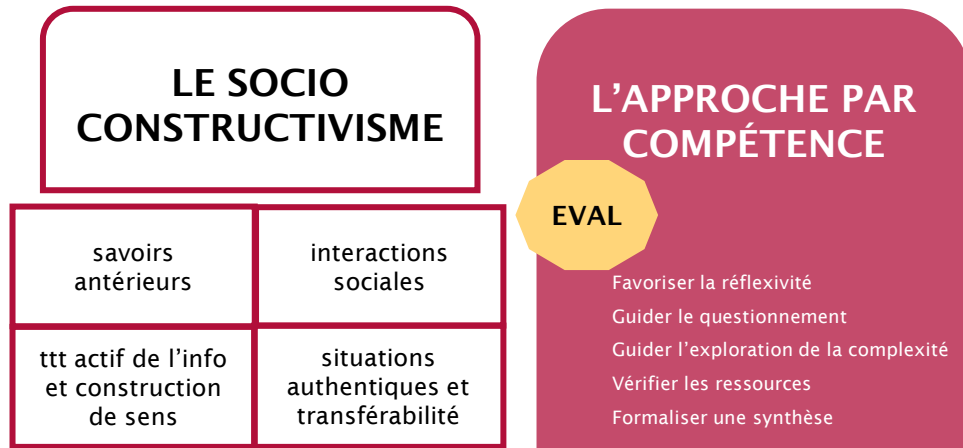 LE SOCIO
CONSTRUCTIVISME
savoirs
antérieurs
interactions
sociales
ttt actif de l’info
et construction
de sens
situations
authentiques et
transférabilité
L’APPROCHE PAR
COMPÉTENCE
EVAL
Favoriser la réflexivité
Guider le questionnement
Guider l’exploration de la complexité
Vérifier les ressources
Formaliser une synthèse